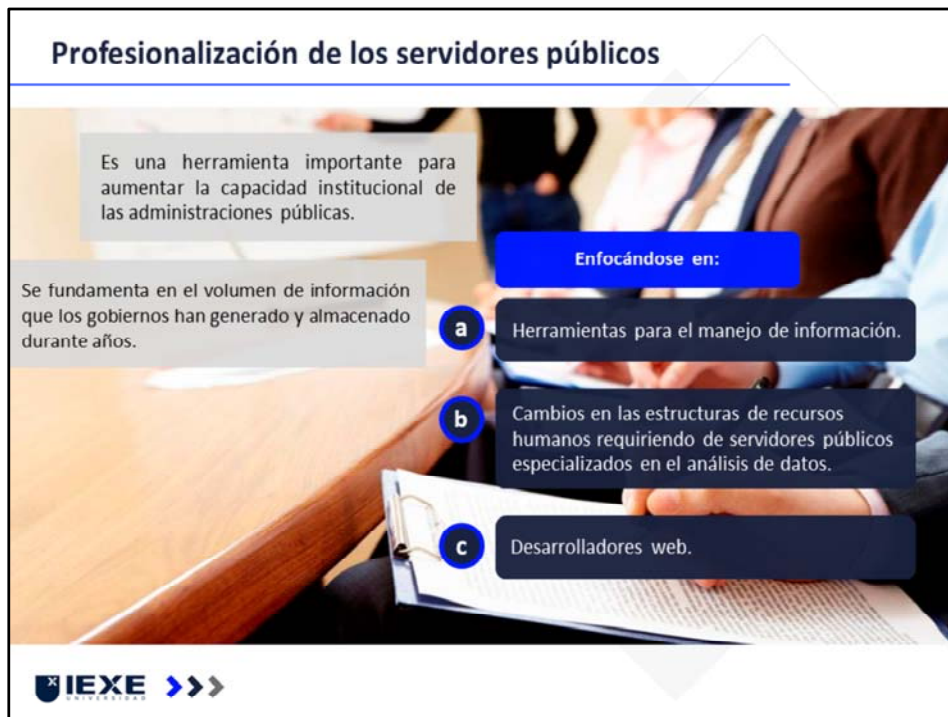 Profesionalización de los servidores públicos
Es una herramienta importante para
aumentar la capacidad institucional de
las administraciones públicas.
Se fundamenta en el volumen de información
que los gobiernos han generado y almacenado
durante años.
Enfocándose en:
a
Herramientas para el manejo de información.
b
Cambios en las estructuras de recursos
humanos requiriendo de servidores públicos
especializados en el análisis de datos.
c
Desarrolladores web.
IEXE
UNIVERSIDAD